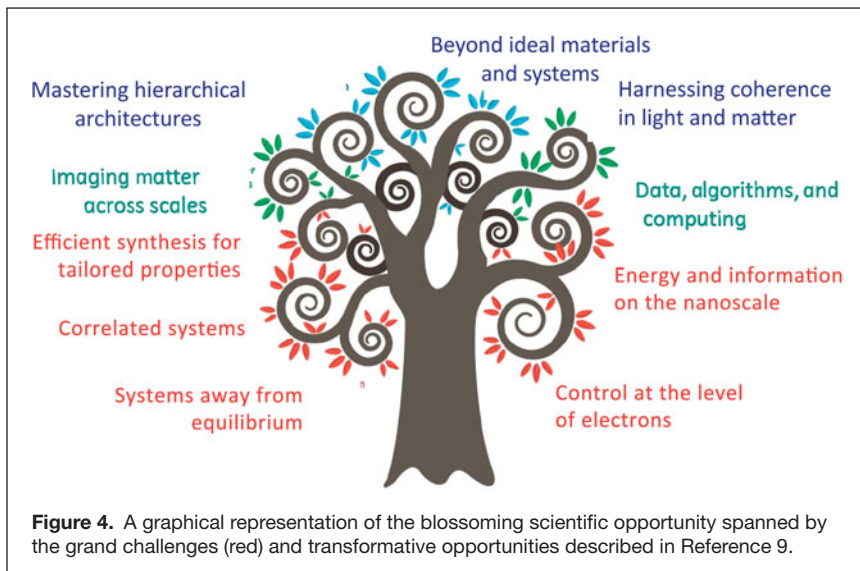 Beyond ideal materials
and systems
Mastering hierarchical
architectures
Harnessing coherence
in light and matter
Imaging matter
across scales
Data, algorithms, and
computing
Efficient synthesis for
tailored properties
Energy and information
on the nanoscale
Correlated systems
Systems away from
equilibrium
Control at the level
of electrons
Figure 4. A graphical representation of the blossoming scientific opportunity spanned by
the grand challenges (red) and transformative opportunities described in Reference 9.